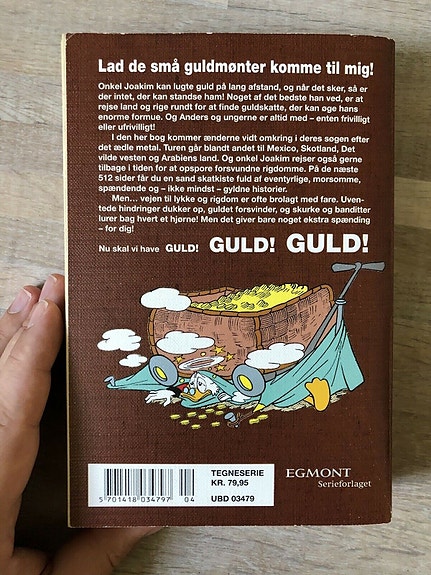 Lad de små guldmønter komme til mig!
Onkel Joakim kan lugte guld på lang afstand, og når det sker, så er
der intet, der kan standse ham! Noget af det bedste han ved, er at
rejse land og rige rundt for at finde guldskatte, der kan øge hans
enorme formue. Og Anders og ungerne er altid med – enten frivilligt
eller ufrivilligt!
I den her bog kommer ænderne vidt omkring i deres søgen efter
det ædle metal. Turen går blandt andet til Mexico, Skotland, Det
vilde vesten og Arabiens land. Og onkel Joakim rejser også gerne
tilbage i tiden for at opspore forsvundne rigdomme. På de næste
512 sider får du en sand skatkiste fuld af eventyrlige, morsomme,
spændende og – ikke mindst – gyldne historier.
Men... vejen til lykke og rigdom er ofte brolagt med fare. Uven-
tede hindringer dukker op, guldet forsvinder, og skurke og banditter
lurer bag hvert et hjørne! Men det giver bare noget ekstra spænding
– for dig!
Nu skal vi have GULD! GULD! GULD!
TEGNESERIE
KR. 79,95
UBD 03479
EGMONT
Serieforlaget
5 701418 034797 04